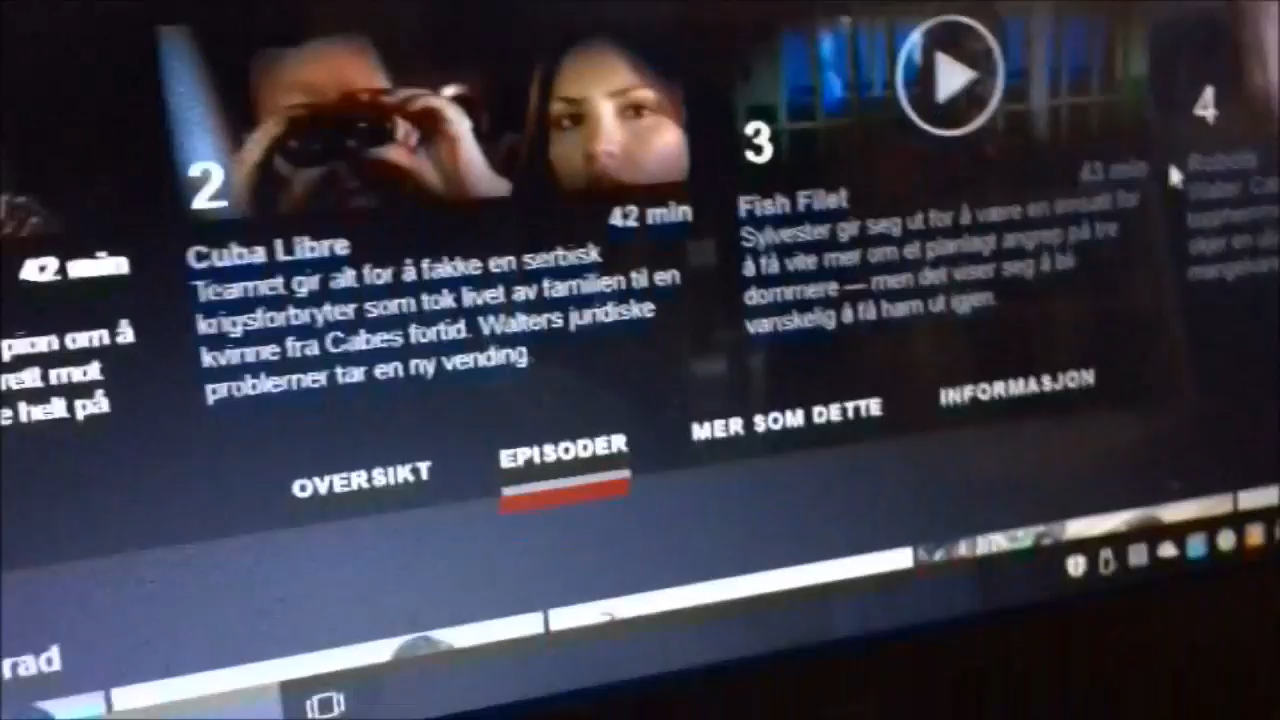 42 min
pion om å
rett mot
e helt på
2
42 min
Cuba Libre
Teamet gir alt for å fakke en serbisk
krigsforbryter som tok livet av familien til en
kvinne fra Cabes fortid. Walters juridiske
problemer tar en ny vending.
3
43 min
Fish Filet
Sylvester gir seg ut for å være en ansatt for
å få vite mer om et planlagt angrep på tre
dommere — men det viser seg å bli
vanskelig å få ham ut igjen.
4
OVERSIKT
EPISODER
MER SOM DETTE
INFORMASJON
rad